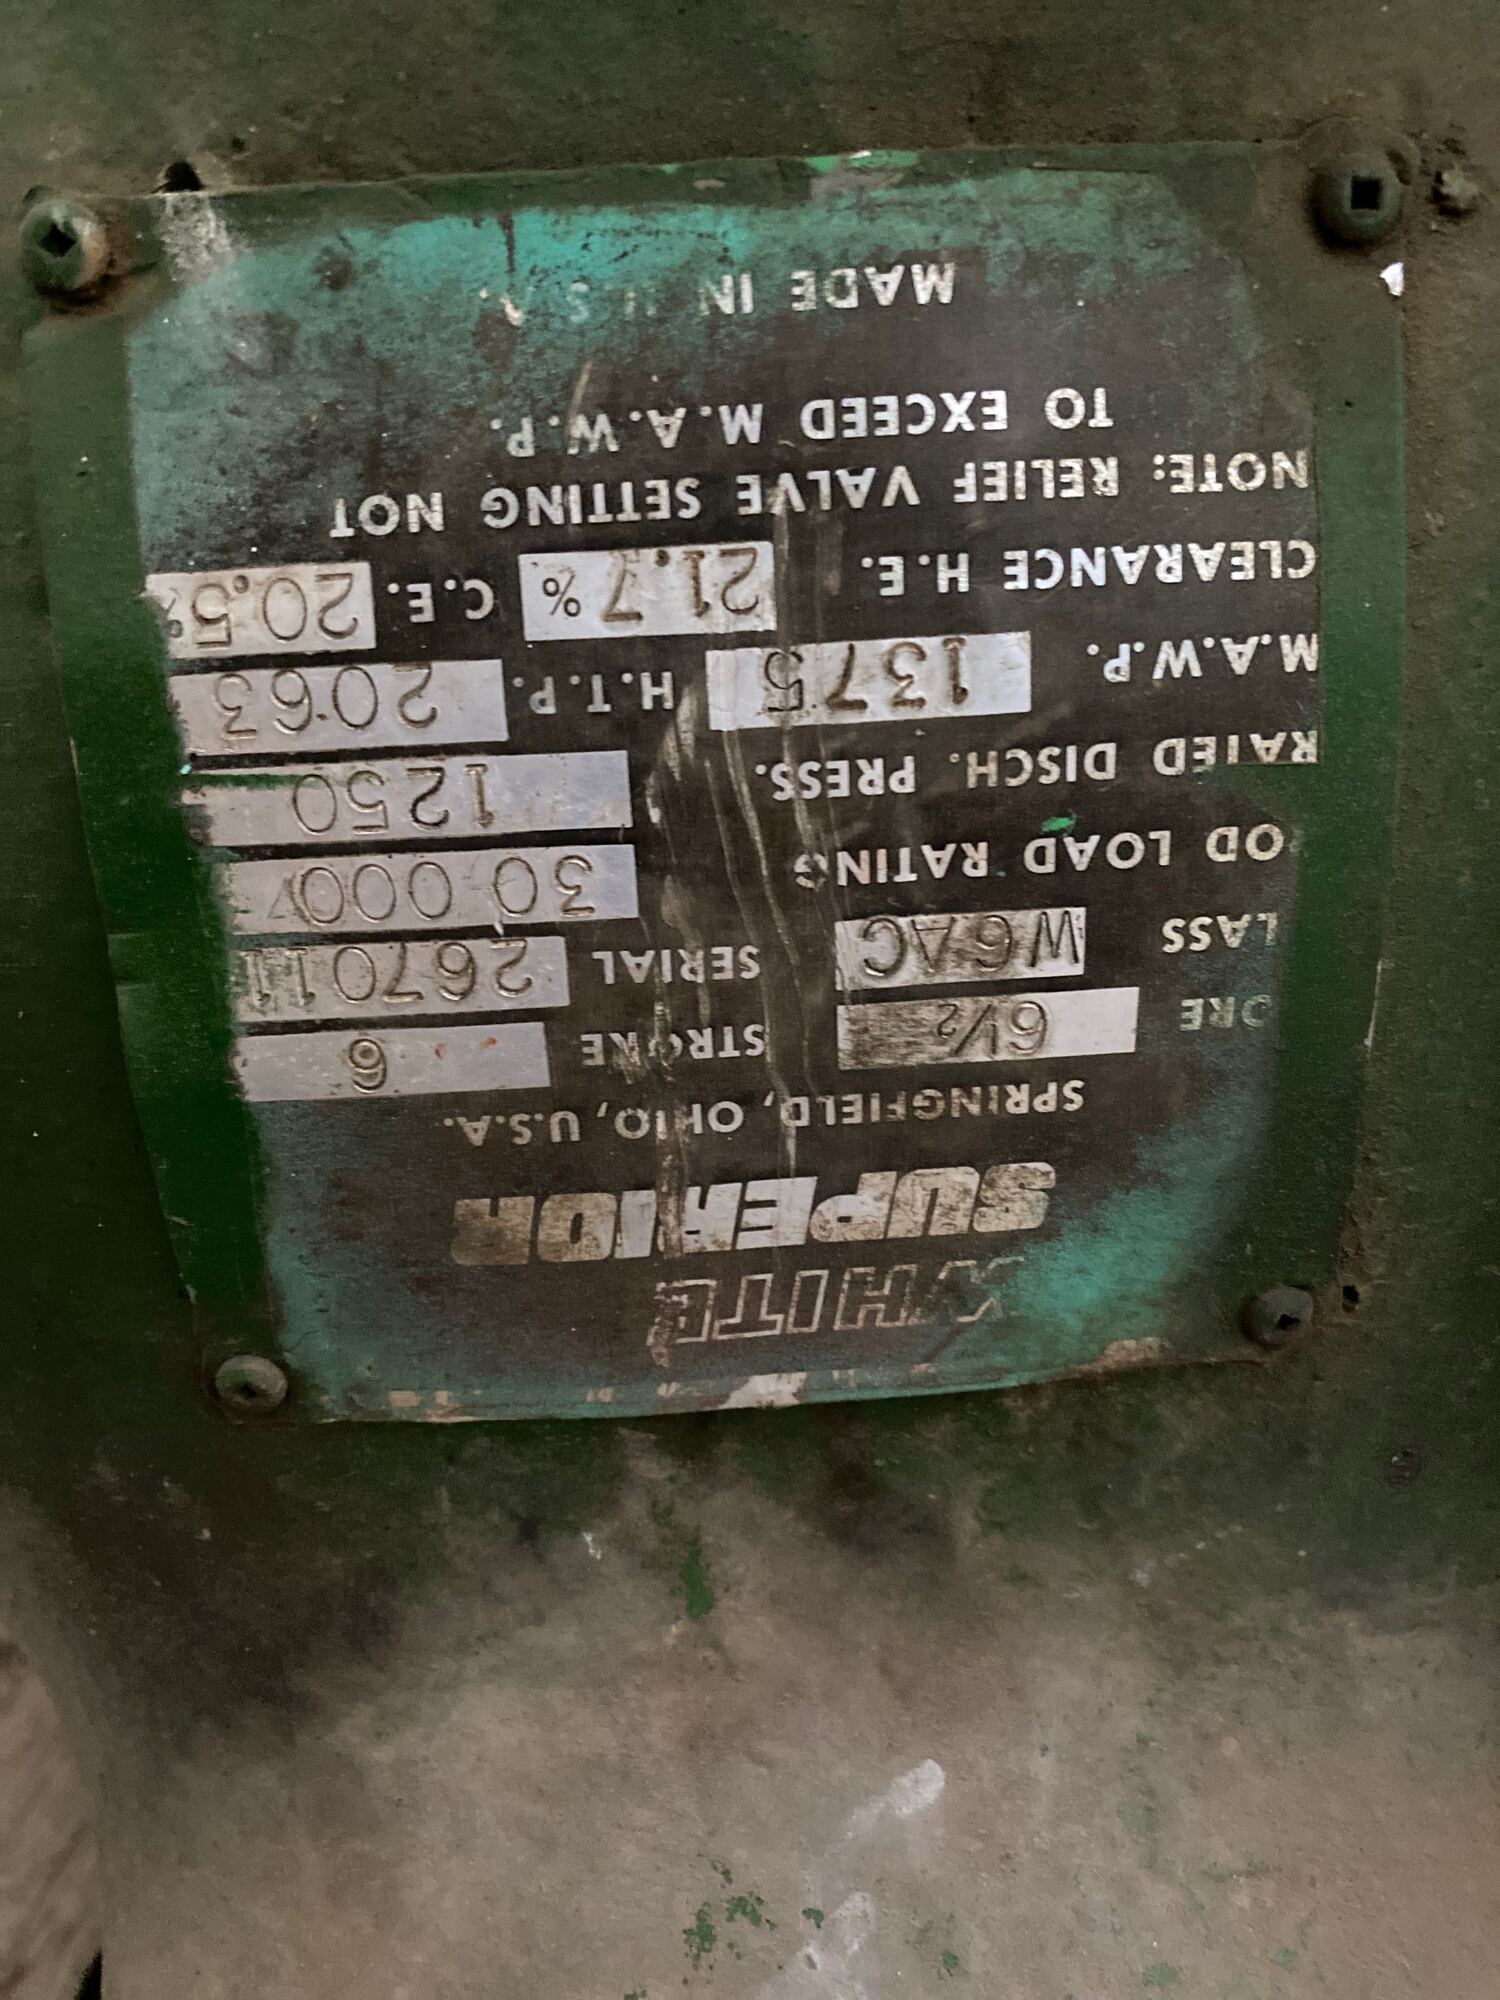 WHITE
SUPERIOR
SPRINGFIELD, OHIO, U.S.A.
ORE 6½ STROKE 6
LASS W6AC SERIAL 267011
OD LOAD RATING 30 000
RATED DISCH. PRESS. 1250
M.A.W.P. 1375 H.T.P. 2063
CLEARANCE H.E. 21.7 % C.E. 20.5%
NOTE: RELIEF VALVE SETTING NOT
TO EXCEED M.A.W.P.
MADE IN U.S.A.